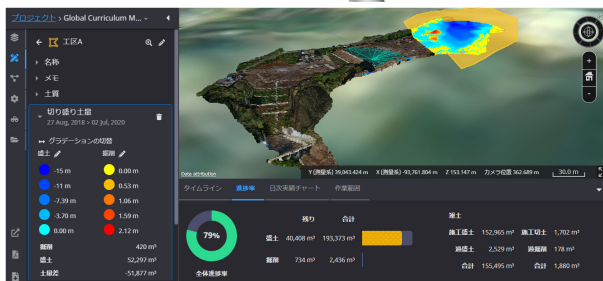 プロジェクト > Global Curriculum M...
工区A
名称
メモ
土質
切り盛り土量
27 Aug, 2018 > 02 Jul, 2020
グラデーションの切替
盛土 掘削
-15 m 0.00 m
-11 m 0.53 m
-7.39 m 1.06 m
-3.70 m 1.59 m
0.00 m 2.12 m
掘削 420 m³
盛土 52,297 m³
土量差 -51,877 m³
Data attribution
Y (測量系) 39,043.424 m X (測量系) -93,761.804 m Z 153.147 m カメラ位置 362.689 m 30.0 m
タイムライン 進捗率 日次実績チャート 作業範囲
79%
全体進捗率
残り 合計
盛土 40,408 m³ 193,373 m³
掘削 734 m³ 2,436 m³
運土
施工盛土 152,965 m³ 施工切土 1,702 m³
過盛土 2,529 m³ 過掘削 178 m³
合計 155,495 m³ 合計 1,880 m³